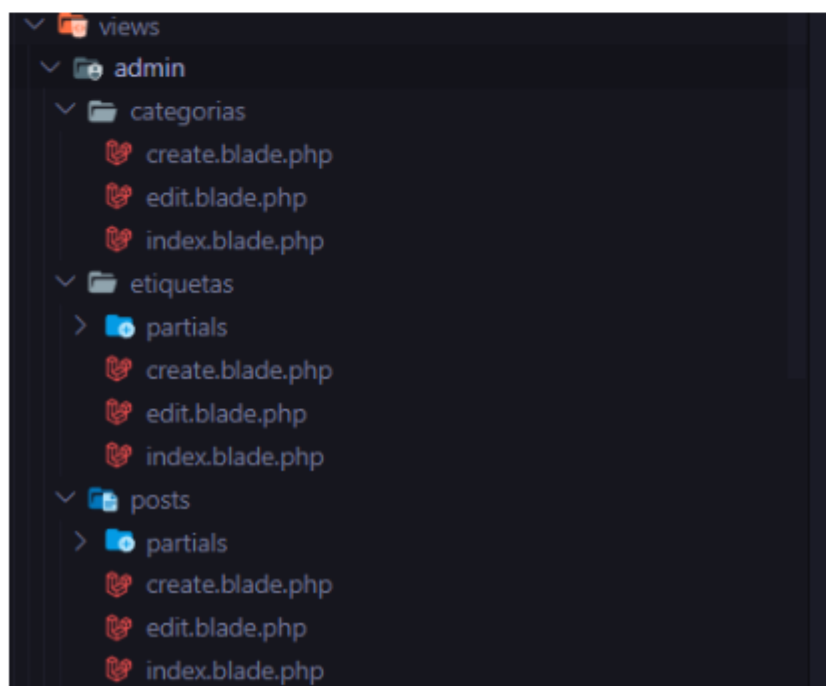 views
admin
categorias
create.blade.php
edit.blade.php
index.blade.php
etiquetas
partials
create.blade.php
edit.blade.php
index.blade.php
posts
partials
create.blade.php
edit.blade.php
index.blade.php